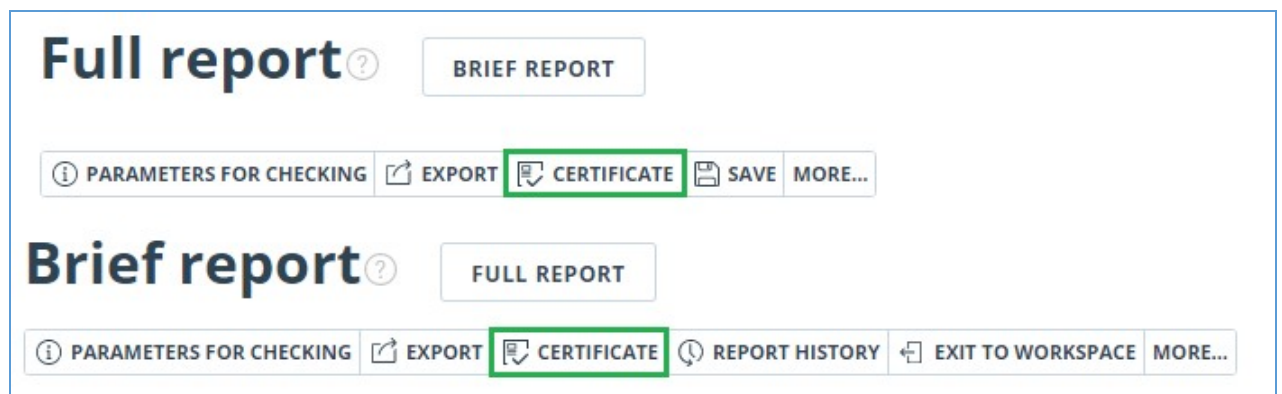 Full report ? BRIEF REPORT
PARAMETERS FOR CHECKING EXPORT CERTIFICATE SAVE MORE...
Brief report ? FULL REPORT
PARAMETERS FOR CHECKING EXPORT CERTIFICATE REPORT HISTORY EXIT TO WORKSPACE MORE...